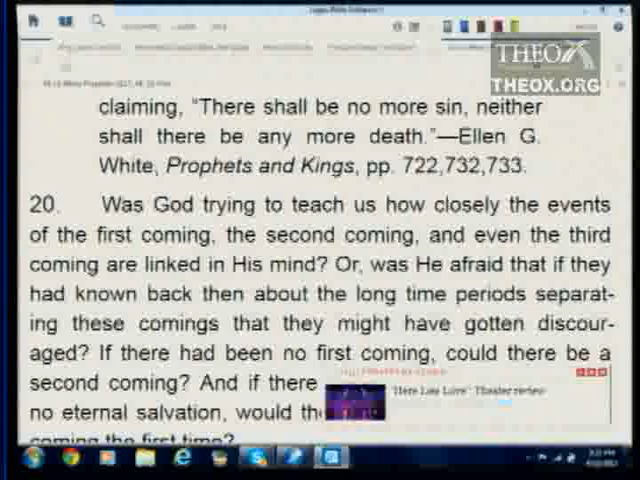 THEOX
THEOX.ORG
claiming, “There shall be no more sin, neither
shall there be any more death.”—Ellen G.
White, Prophets and Kings, pp. 722,732,733.
20. Was God trying to teach us how closely the events
of the first coming, the second coming, and even the third
coming are linked in His mind? Or, was He afraid that if they
had known back then about the long time periods separat-
ing these comings that they might have gotten discour-
aged? If there had been no first coming, could there be a
second coming? And if there
"Here Lies Love" Theater review
no eternal salvation, would th
coming the first time?